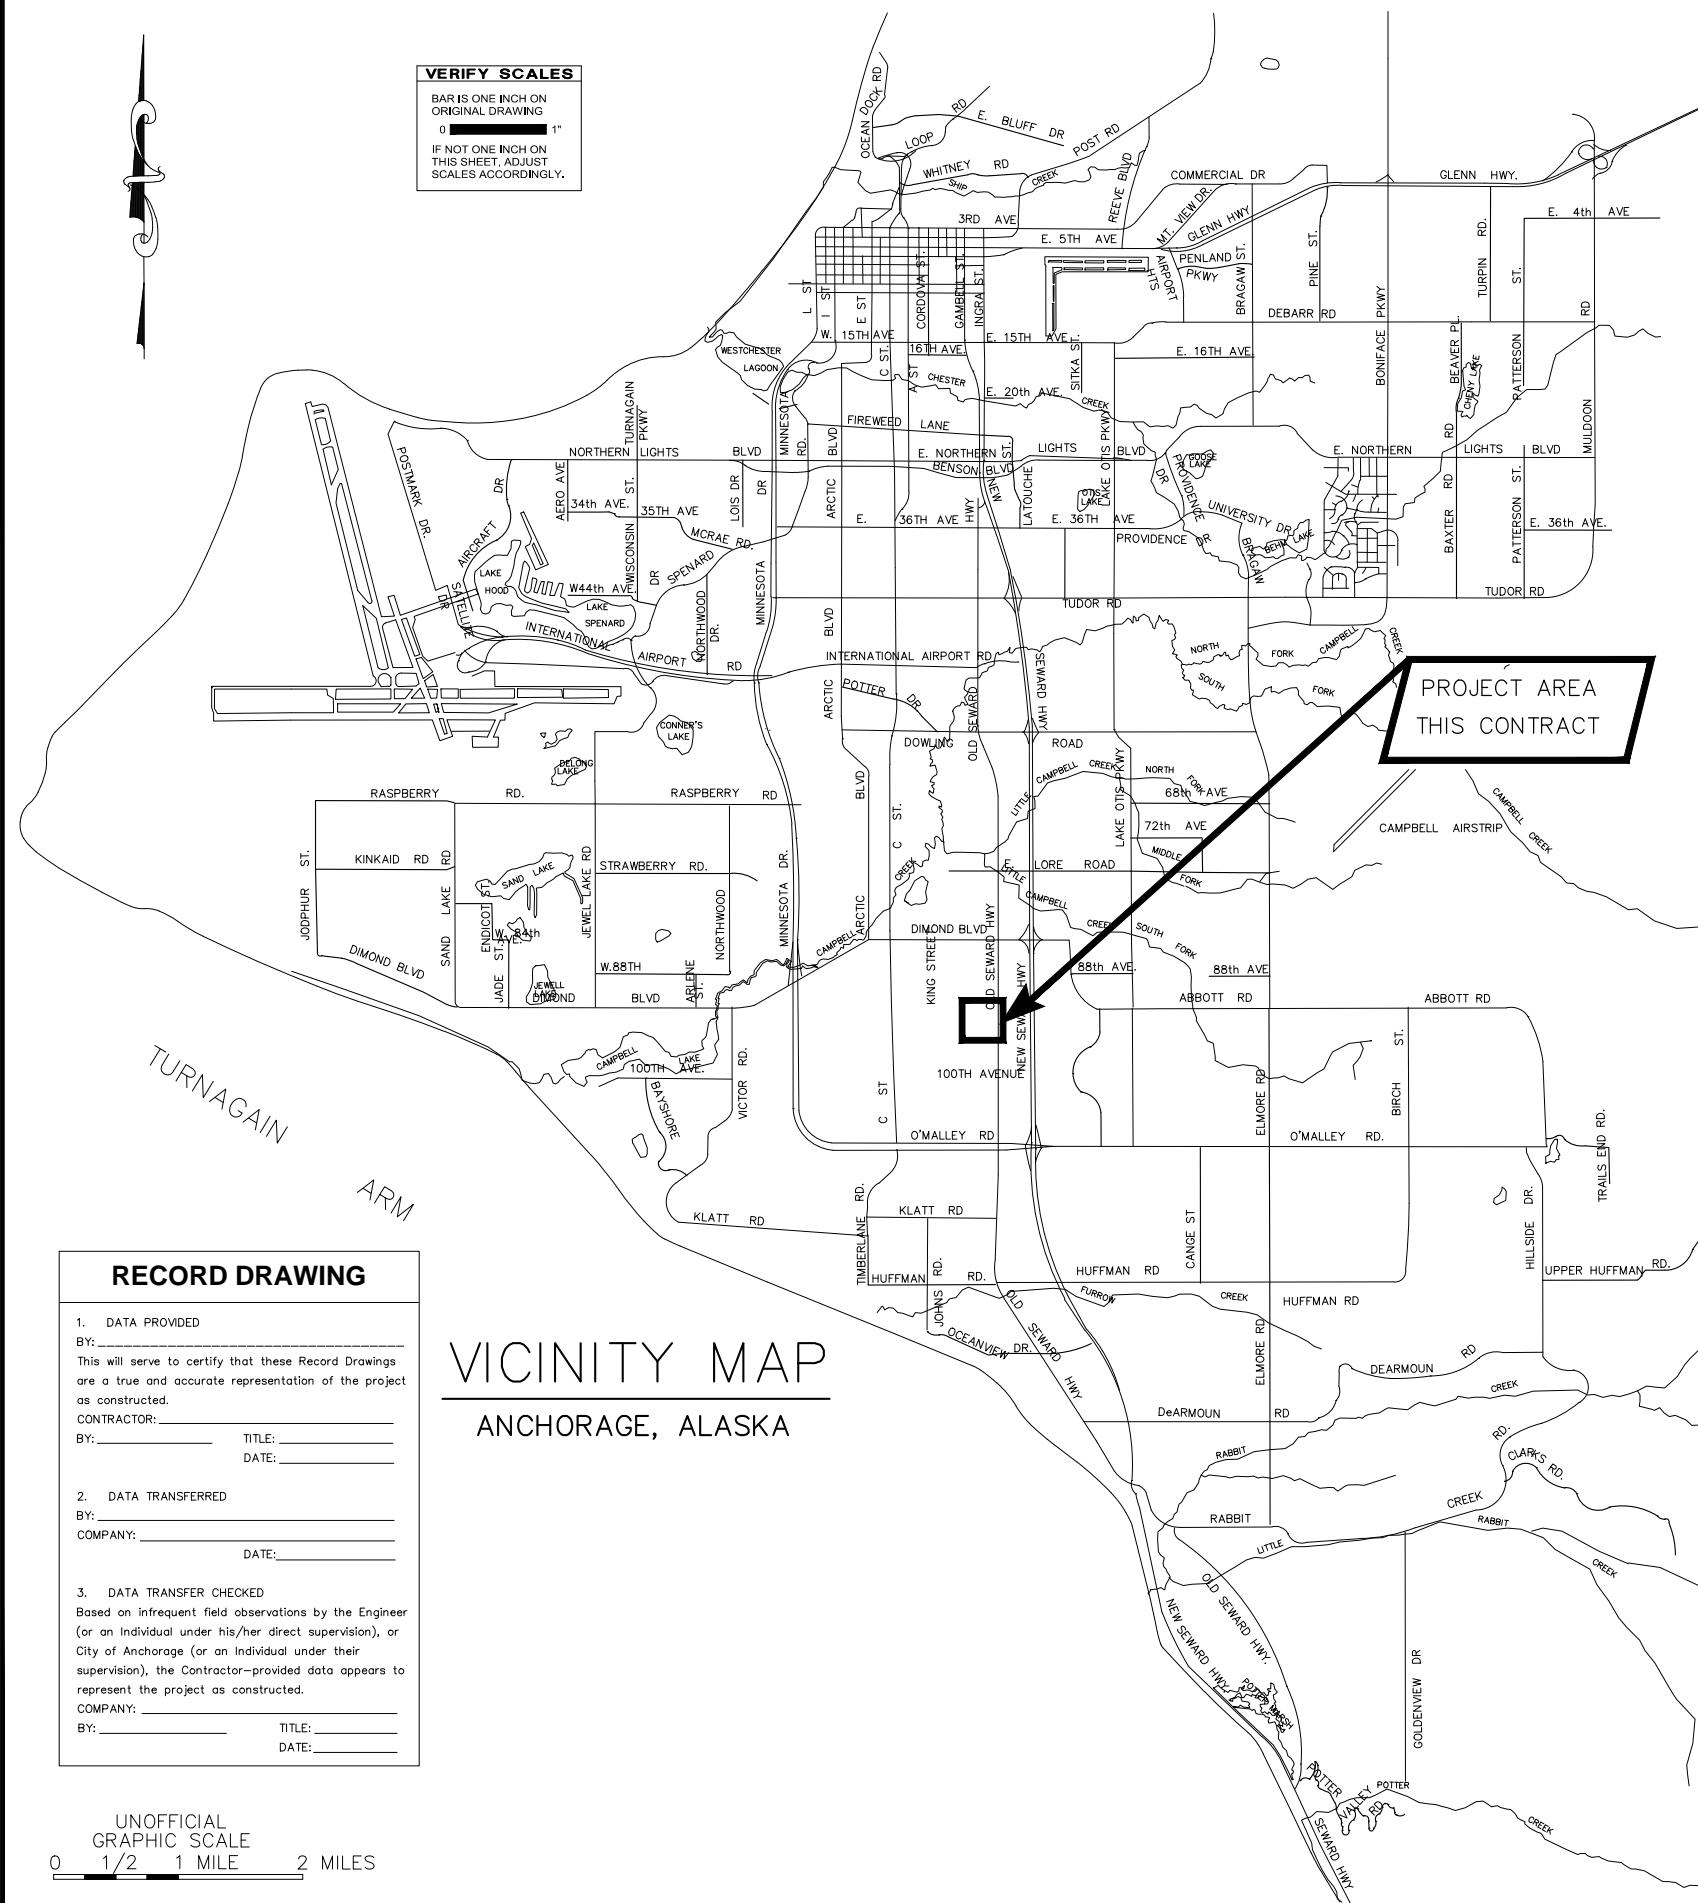 VERIFY SCALES
BAR IS ONE INCH ON
ORIGINAL DRAWING
0 1"
IF NOT ONE INCH ON
THIS SHEET, ADJUST
SCALES ACCORDINGLY.
OCEAN DOCK RD
LOOP RD
E. BLUFF DR
POST RD
WHITNEY RD
SHIP CREEK
REEVE BLVD
COMMERCIAL DR
GLENN HWY.
MT. VIEW DR.
GLENN HWY
3RD AVE
E. 5TH AVE
E. 4th AVE
AIRPORT HTS
PENLAND
PKWY
BRAGAW ST.
PINE ST.
BONIFACE PKWY
TURPIN RD.
PATTERSON ST.
MULDOON RD
L ST
I ST
E ST
C ST.
A ST
CORDOVA ST.
GAMBELL ST.
INGRA ST.
DEBARR RD
W. 15TH AVE
E. 15TH AVE.
16TH AVE.
E. 16TH AVE.
SITKA ST.
BEAVER PL.
CHENY LAKE
WESTCHESTER
LAGOON
CHESTER CREEK
E. 20th AVE.
FIREWEED LANE
TURNAGAIN
PKWY
MINNESOTA
RD.
BLVD
ARCTIC
LAKE OTIS PKWY
NORTHERN LIGHTS BLVD
E. NORTHERN LIGHTS BLVD
E. NORTHERN LIGHTS BLVD
BENSON BLVD
POSTMARK DR.
AIRCRAFT DR
AERO AVE
34th AVE.
35TH AVE
ST.
WISCONSIN
LOIS DR
DR
MCRAE RD.
SPENARD
DR
LATOUCHE
ST.
NEW
OTIS
LAKE
GOOSE
LAKE
PROVIDENCE
DR
UNIVERSITY DR.
BEHM LAKE
BRAGAW
BAXTER RD
PATTERSON ST.
E. 36TH AVE
HWY
E. 36TH AVE
E. 36th AVE.
PROVIDENCE DR
LAKE
HOOD
W44th AVE.
LAKE
SPENARD
SATELLITE
DR
NORTHWOOD
DR.
MINNESOTA
BLVD
ARCTIC
TUDOR RD
TUDOR RD
INTERNATIONAL
AIRPORT RD
INTERNATIONAL AIRPORT RD
POTTER DR
OLD SEWARD
SEWARD HWY
NORTH FORK CAMPBELL CREEK
SOUTH FORK
PROJECT AREA
THIS CONTRACT
CONNER'S
LAKE
DELONG
LAKE
DOWLING ROAD
CAMPBELL CREEK NORTH FORK
LITTLE
LAKE OTIS PKWY
68th AVE
72th AVE
MIDDLE FORK
CAMPBELL AIRSTRIP
CAMPBELL CREEK
RASPBERRY RD.
RASPBERRY RD
BLVD
ARCTIC
C ST.
JODPHUR ST.
KINKAID RD
SAND LAKE RD
ENDICOT ST.
SAND LAKE
JEWEL LAKE RD
STRAWBERRY RD.
NORTHWOOD
MINNESOTA DR.
E. LORE ROAD
LITTLE CAMPBELL CREEK SOUTH FORK
W. 84th
AVE.
JADE ST.
JEWELL
LAKE
DIMOND BLVD
DIMOND BLVD
W.88TH
ARLENE
ST.
CAMPBELL CREEK
DIMOND BLVD
KING STREET
OLD SEWARD HWY
NEW SEWARD HWY
88th AVE.
88th AVE
ABBOTT RD
ABBOTT RD
CAMPBELL LAKE
100TH AVE.
BAYSHORE
VICTOR RD.
C ST
100TH AVENUE
ELMORE RD
BIRCH ST.
O'MALLEY RD
O'MALLEY RD.
TRAILS END RD.
TURNAGAIN
ARM
KLATT RD
TIMBERLANE RD.
KLATT RD
CANGE ST
HILLSIDE DR.
HUFFMAN RD.
JOHNS RD.
HUFFMAN RD
UPPER HUFFMAN RD.
FURROW CREEK
HUFFMAN RD
OCEANVIEW DR.
OLD SEWARD HWY
ELMORE RD
DEARMOUN RD
DeARMOUN RD
RABBIT CREEK
CLARKS RD.
RABBIT CREEK RD.
LITTLE RABBIT CREEK
OLD SEWARD HWY.
NEW SEWARD HWY
POTTER MARSH
GOLDENVIEW DR
POTTER
VALLEY
RD
POTTER CREEK
SEWARD HWY
VICINITY MAP
ANCHORAGE, ALASKA
RECORD DRAWING
1. DATA PROVIDED
BY:
This will serve to certify that these Record Drawings
are a true and accurate representation of the project
as constructed.
CONTRACTOR:
BY: TITLE:
DATE:
2. DATA TRANSFERRED
BY:
COMPANY:
DATE:
3. DATA TRANSFER CHECKED
Based on infrequent field observations by the Engineer
(or an Individual under his/her direct supervision), or
City of Anchorage (or an Individual under their
supervision), the Contractor-provided data appears to
represent the project as constructed.
COMPANY:
BY: TITLE:
DATE:
UNOFFICIAL
GRAPHIC SCALE
0 1/2 1 MILE 2 MILES